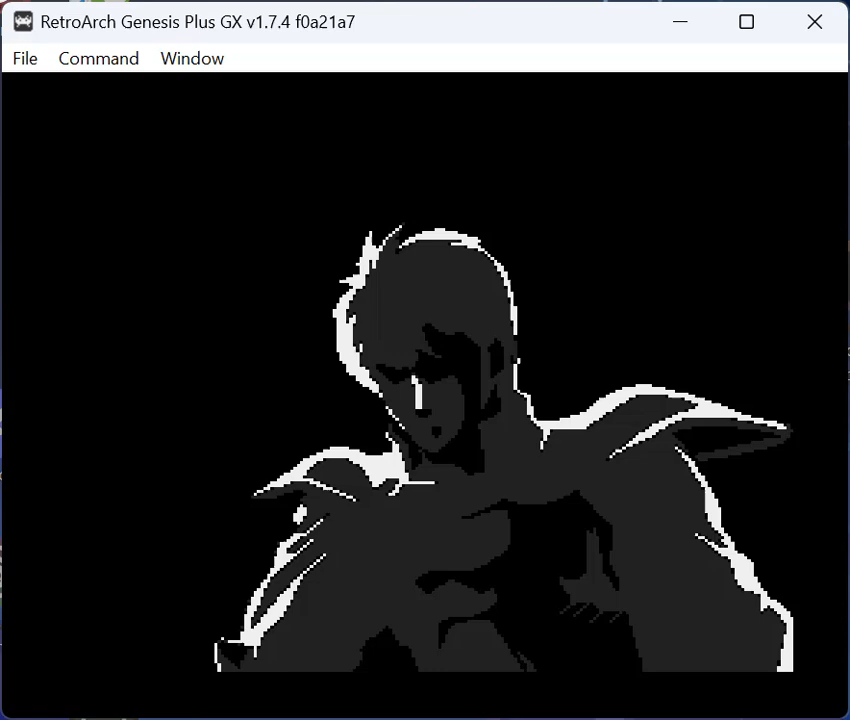 RetroArch Genesis Plus GX v1.7.4 f0a21a7
File Command Window